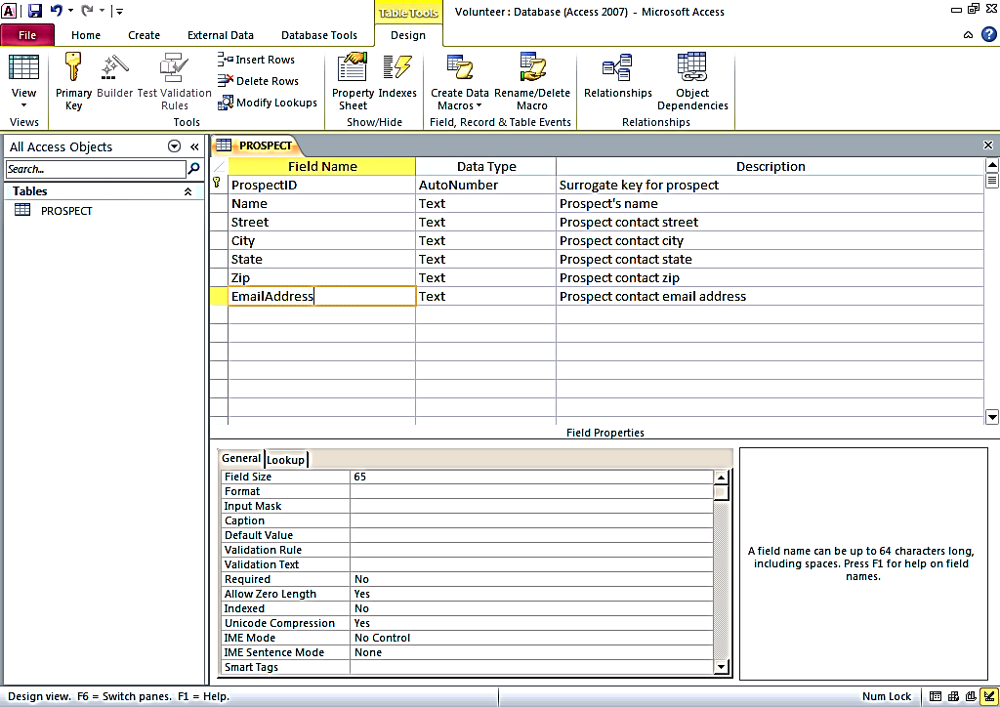 Table Tools
Volunteer : Database (Access 2007) - Microsoft Access
File
Home
Create
External Data
Database Tools
Design
View
Primary Key
Builder
Test Validation Rules
Insert Rows
Delete Rows
Modify Lookups
Property Sheet
Indexes
Create Data Macros
Rename/Delete Macro
Relationships
Object Dependencies
Views
Tools
Show/Hide
Field, Record & Table Events
Relationships
All Access Objects
Search...
Tables
PROSPECT
PROSPECT
Field Name Data Type Description
ProspectID AutoNumber Surrogate key for prospect
Name Text Prospect's name
Street Text Prospect contact street
City Text Prospect contact city
State Text Prospect contact state
Zip Text Prospect contact zip
EmailAddress Text Prospect contact email address
Field Properties
General Lookup
Field Size 65
Format
Input Mask
Caption
Default Value
Validation Rule
Validation Text
Required No
Allow Zero Length Yes
Indexed No
Unicode Compression Yes
IME Mode No Control
IME Sentence Mode None
Smart Tags
A field name can be up to 64 characters long,
including spaces. Press F1 for help on field
names.
Design view. F6 = Switch panes. F1 = Help.
Num Lock